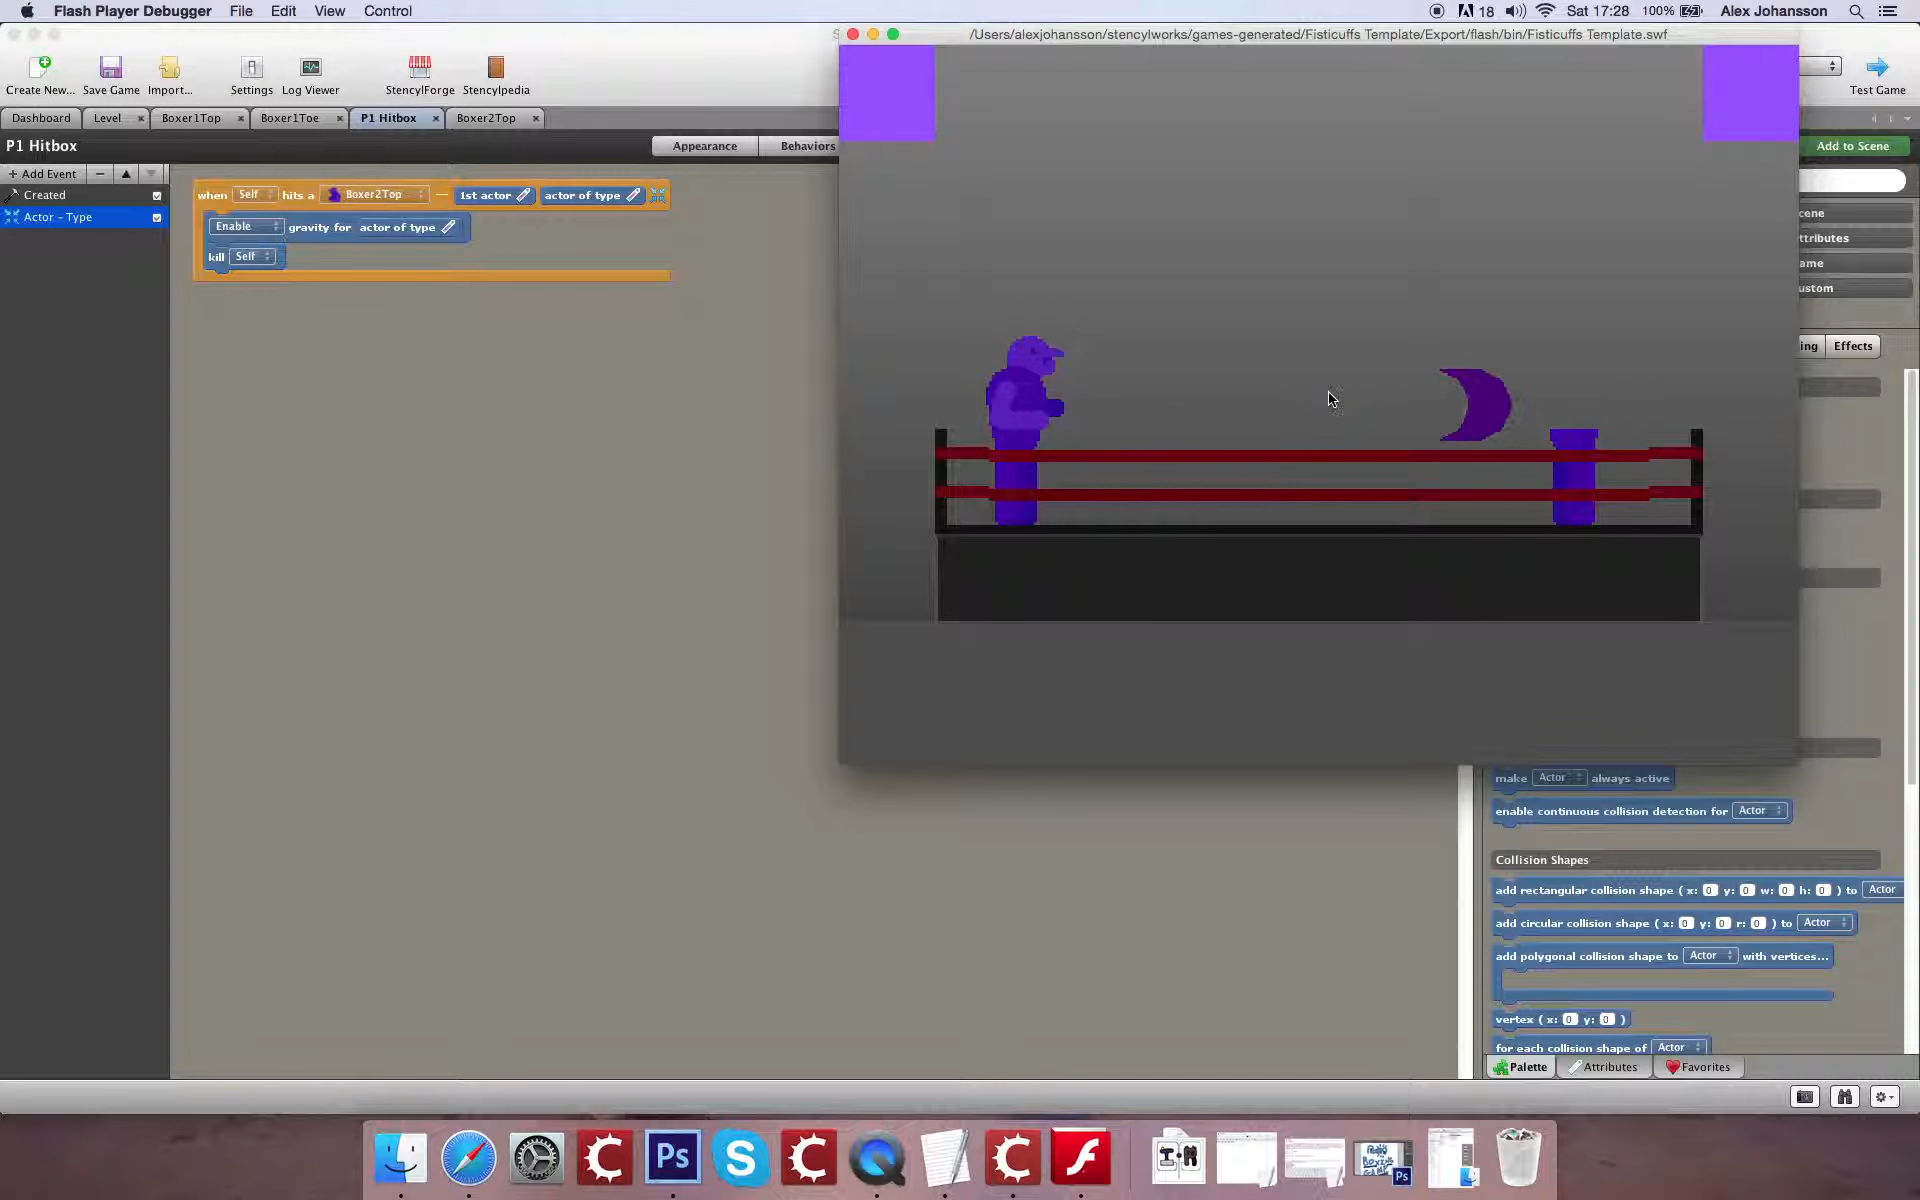 Flash Player Debugger File Edit View Control 18 Sat 17:28 100% Alex Johansson
/Users/alexjohansson/stencylworks/games-generated/Fisticuffs Template/Export/flash/bin/Fisticuffs Template.swf
Create New... Save Game Import... Settings Log Viewer StencylForge Stencylpedia Test Game
Dashboard Level Boxer1Top Boxer1Toe P1 Hitbox Boxer2Top
P1 Hitbox Appearance Behaviors Add to Scene
+ Add Event
Created
Actor - Type
when Self hits a Boxer2Top — 1st actor actor of type
Enable gravity for actor of type
kill Self
cene
ttributes
ame
ustom
ing Effects
make Actor always active
enable continuous collision detection for Actor
Collision Shapes
add rectangular collision shape ( x: 0 y: 0 w: 0 h: 0 ) to Actor
add circular collision shape ( x: 0 y: 0 r: 0 ) to Actor
add polygonal collision shape to Actor with vertices...
vertex ( x: 0 y: 0 )
for each collision shape of Actor
Palette Attributes Favorites
Ps
Ps